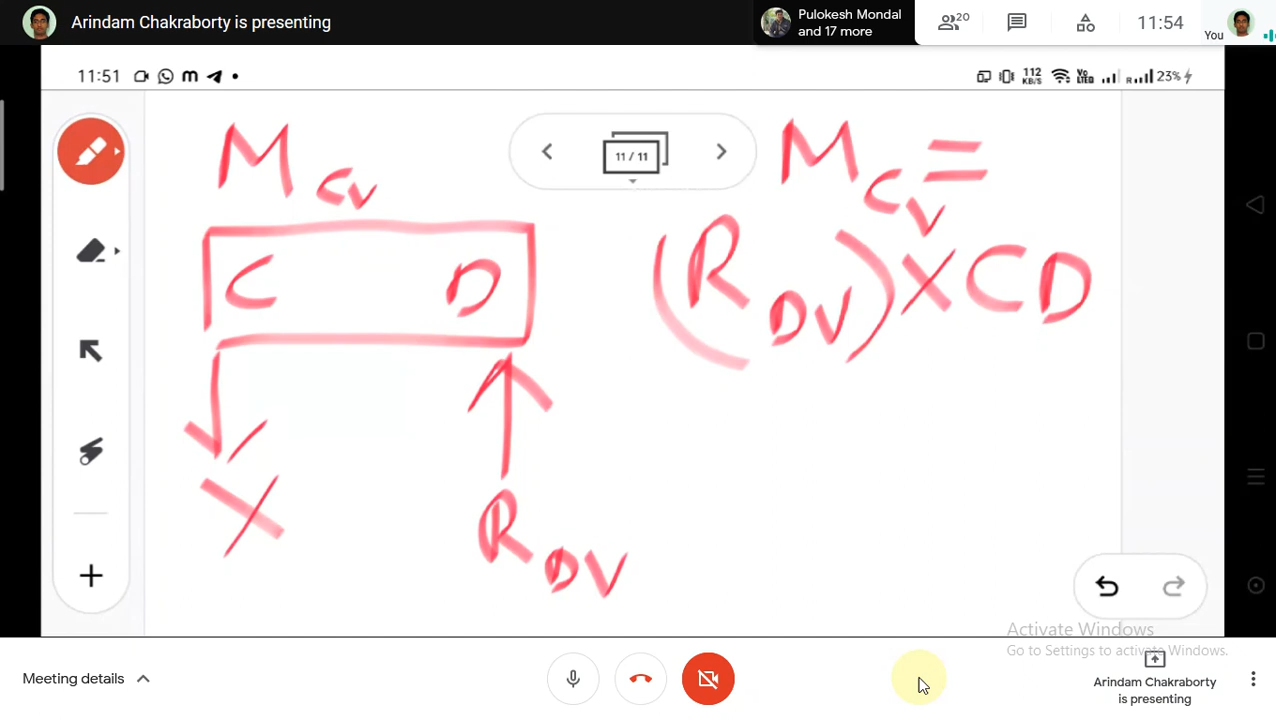 Arindam Chakraborty is presenting
Pulokesh Mondal
and 17 more
20
11:54
You
11:51
m
112
KB/S
Vo
LTED
R
23%
11 / 11
M CV
M CV =
C D
(R DV) X CD
X
R DV
Activate Windows
Go to Settings to activate Windows.
Meeting details
Arindam Chakraborty
is presenting